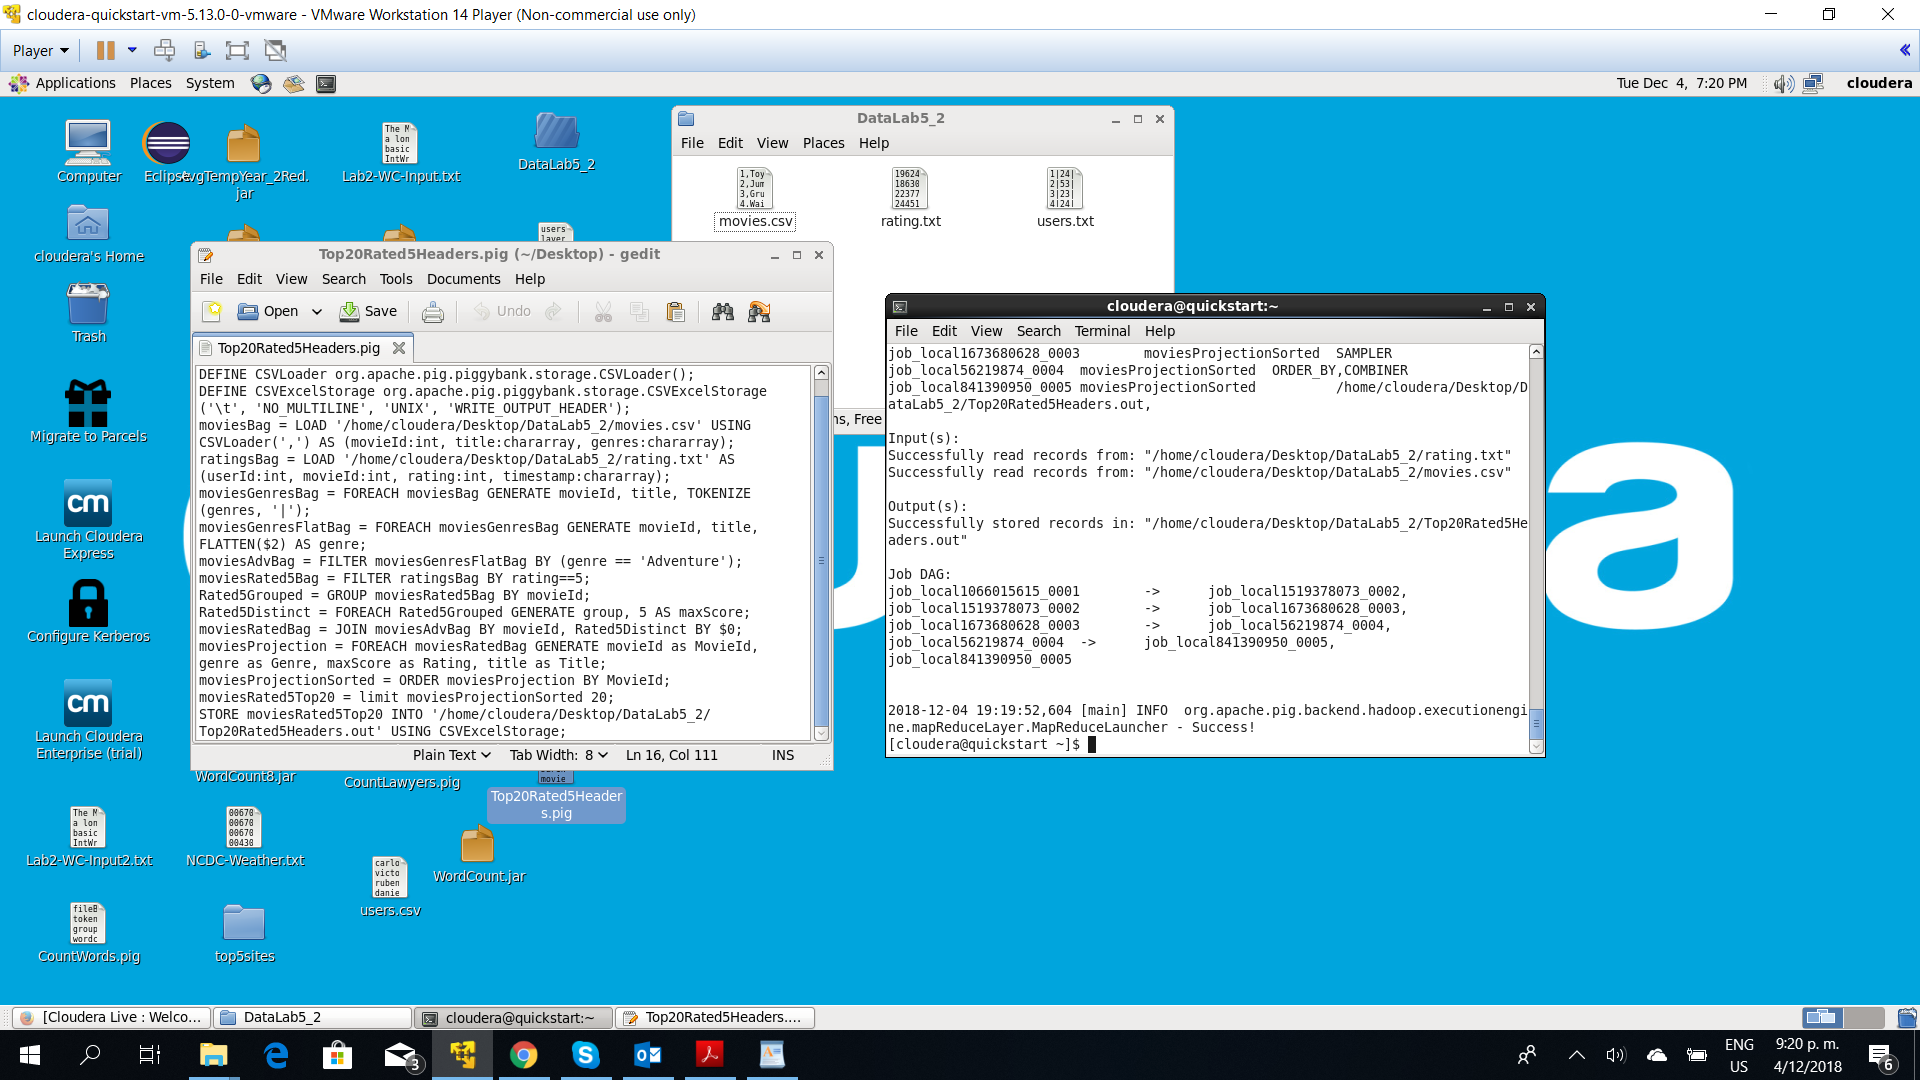 cloudera-quickstart-vm-5.13.0-0-vmware - VMware Workstation 14 Player (Non-commercial use only)
Player
Applications Places System
Tue Dec 4, 7:20 PM
cloudera
Computer
Eclipse
AvgTempYear_2Red.
jar
Lab2-WC-Input.txt
DataLab5_2
cloudera's Home
Trash
Migrate to Parcels
Launch Cloudera
Express
Configure Kerberos
Launch Cloudera
Enterprise (trial)
Lab2-WC-Input2.txt
CountWords.pig
WordCount8.jar
CountLawyers.pig
Top20Rated5Header
s.pig
NCDC-Weather.txt
WordCount.jar
users.csv
top5sites
DataLab5_2
File Edit View Places Help
movies.csv
rating.txt
users.txt
Top20Rated5Headers.pig (~/Desktop) - gedit
File Edit View Search Tools Documents Help
Open Save Undo
Top20Rated5Headers.pig
DEFINE CSVLoader org.apache.pig.piggybank.storage.CSVLoader();
DEFINE CSVExcelStorage org.apache.pig.piggybank.storage.CSVExcelStorage
('\t', 'NO_MULTILINE', 'UNIX', 'WRITE_OUTPUT_HEADER');
moviesBag = LOAD '/home/cloudera/Desktop/DataLab5_2/movies.csv' USING
CSVLoader(',') AS (movieId:int, title:chararray, genres:chararray);
ratingsBag = LOAD '/home/cloudera/Desktop/DataLab5_2/rating.txt' AS
(userId:int, movieId:int, rating:int, timestamp:chararray);
moviesGenresBag = FOREACH moviesBag GENERATE movieId, title, TOKENIZE
(genres, '|');
moviesGenresFlatBag = FOREACH moviesGenresBag GENERATE movieId, title,
FLATTEN($2) AS genre;
moviesAdvBag = FILTER moviesGenresFlatBag BY (genre == 'Adventure');
moviesRated5Bag = FILTER ratingsBag BY rating==5;
Rated5Grouped = GROUP moviesRated5Bag BY movieId;
Rated5Distinct = FOREACH Rated5Grouped GENERATE group, 5 AS maxScore;
moviesRatedBag = JOIN moviesAdvBag BY movieId, Rated5Distinct BY $0;
moviesProjection = FOREACH moviesRatedBag GENERATE movieId as MovieId,
genre as Genre, maxScore as Rating, title as Title;
moviesProjectionSorted = ORDER moviesProjection BY MovieId;
moviesRated5Top20 = limit moviesProjectionSorted 20;
STORE moviesRated5Top20 INTO '/home/cloudera/Desktop/DataLab5_2/
Top20Rated5Headers.out' USING CSVExcelStorage;
Plain Text Tab Width: 8 Ln 16, Col 111 INS
ns, Free
cloudera@quickstart:~
File Edit View Search Terminal Help
job_local1673680628_0003 moviesProjectionSorted SAMPLER
job_local56219874_0004 moviesProjectionSorted ORDER_BY,COMBINER
job_local841390950_0005 moviesProjectionSorted /home/cloudera/Desktop/D
ataLab5_2/Top20Rated5Headers.out,
Input(s):
Successfully read records from: "/home/cloudera/Desktop/DataLab5_2/rating.txt"
Successfully read records from: "/home/cloudera/Desktop/DataLab5_2/movies.csv"
Output(s):
Successfully stored records in: "/home/cloudera/Desktop/DataLab5_2/Top20Rated5He
aders.out"
Job DAG:
job_local1066015615_0001 -> job_local1519378073_0002,
job_local1519378073_0002 -> job_local1673680628_0003,
job_local1673680628_0003 -> job_local56219874_0004,
job_local56219874_0004 -> job_local841390950_0005,
job_local841390950_0005
2018-12-04 19:19:52,604 [main] INFO org.apache.pig.backend.hadoop.executionengi
ne.mapReduceLayer.MapReduceLauncher - Success!
[cloudera@quickstart ~]$
[Cloudera Live : Welco...
DataLab5_2
cloudera@quickstart:~
Top20Rated5Headers....
3
ENG
US
9:20 p. m.
4/12/2018
6